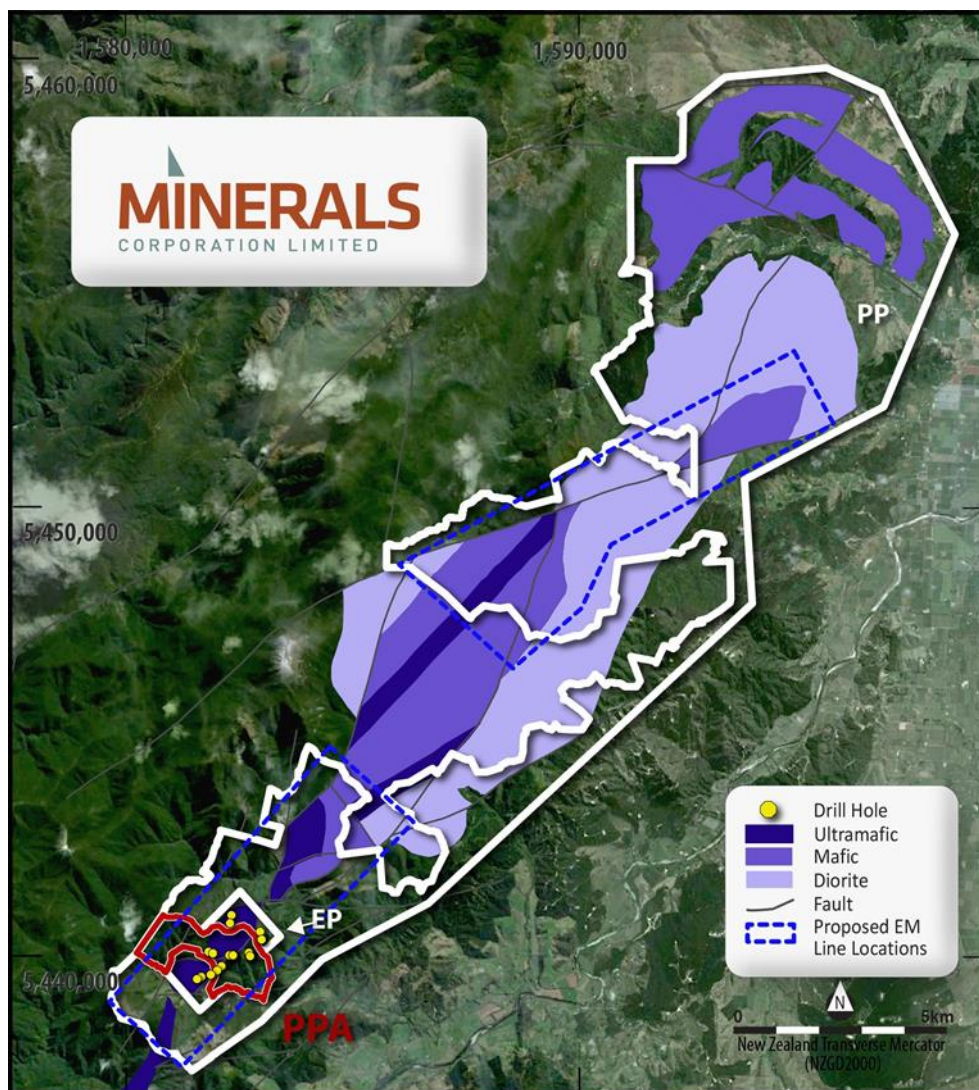 1,580,000
1,590,000
5,460,000
MINERALS
CORPORATION LIMITED
PP
5,450,000
Drill Hole
Ultramafic
Mafic
Diorite
Fault
Proposed EM
Line Locations
EP
5,440,000
PPA
N
0 5km
New Zealand Transverse Mercator
(NZGD2000)